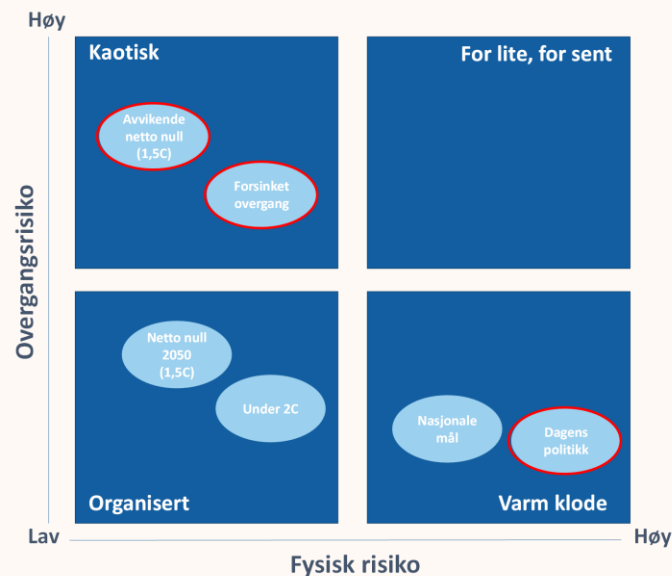 Høy
Kaotisk
For lite, for sent
Avvikende
netto null
(1,5C)
Forsinket
overgang
Overgangsrisiko
Netto null
2050
(1,5C)
Under 2C
Nasjonale
mål
Dagens
politikk
Organisert
Varm klode
Lav
Høy
Fysisk risiko